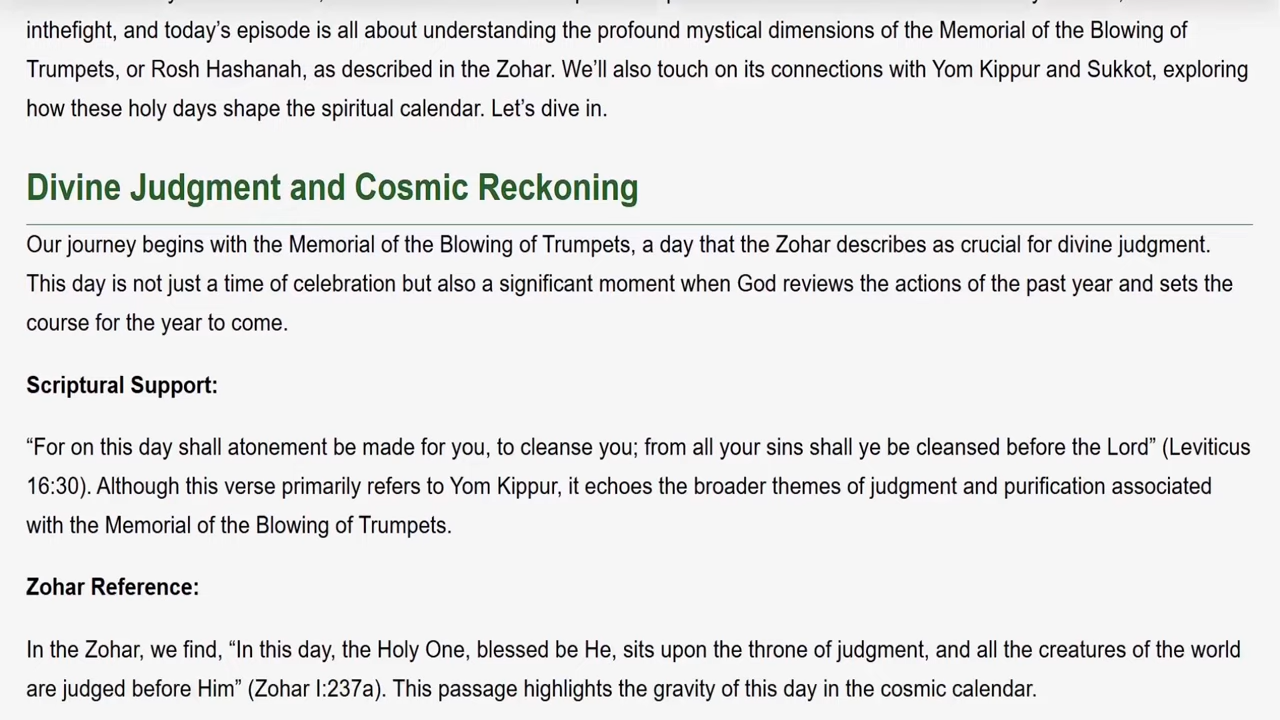 inthefight, and today’s episode is all about understanding the profound mystical dimensions of the Memorial of the Blowing of
Trumpets, or Rosh Hashanah, as described in the Zohar. We’ll also touch on its connections with Yom Kippur and Sukkot, exploring
how these holy days shape the spiritual calendar. Let’s dive in.
Divine Judgment and Cosmic Reckoning
Our journey begins with the Memorial of the Blowing of Trumpets, a day that the Zohar describes as crucial for divine judgment.
This day is not just a time of celebration but also a significant moment when God reviews the actions of the past year and sets the
course for the year to come.
Scriptural Support:
“For on this day shall atonement be made for you, to cleanse you; from all your sins shall ye be cleansed before the Lord” (Leviticus
16:30). Although this verse primarily refers to Yom Kippur, it echoes the broader themes of judgment and purification associated
with the Memorial of the Blowing of Trumpets.
Zohar Reference:
In the Zohar, we find, “In this day, the Holy One, blessed be He, sits upon the throne of judgment, and all the creatures of the world
are judged before Him” (Zohar I:237a). This passage highlights the gravity of this day in the cosmic calendar.